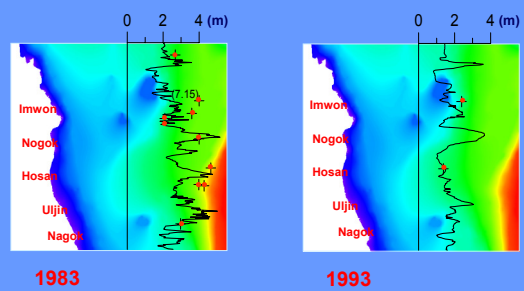 0 2 4 (m)
(7.15)
Imwon
Nogok
Hosan
Uljin
Nagok
1983
0 2 4 (m)
Imwon
Nogok
Hosan
Uljin
Nagok
1993